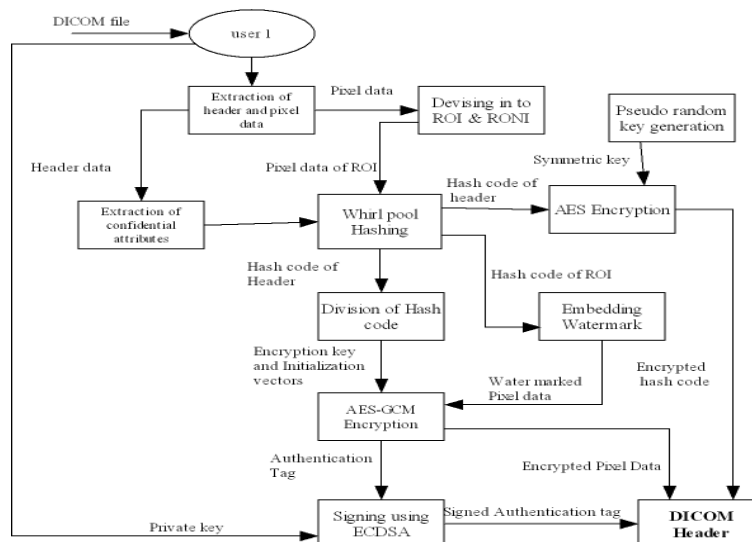 DICOM file
user 1
Extraction of
header and pixel
data
Pixel data
Devising in to
ROI & RONI
Pseudo random
key generation
Header data
Pixel data of ROI
Symmetric key
Extraction of
confidential
attributes
Whirl pool
Hashing
Hash code of
header
AES Encryption
Hash code of
Header
Hash code of ROI
Division of Hash
code
Embedding
Watermark
Encryption key
and Initialization
vectors
Water marked
Pixel data
Encrypted
hash code
AES-GCM
Encryption
Authentication
Tag
Encrypted Pixel Data
Private key
Signing using
ECDSA
Signed Authentication tag
DICOM
Header